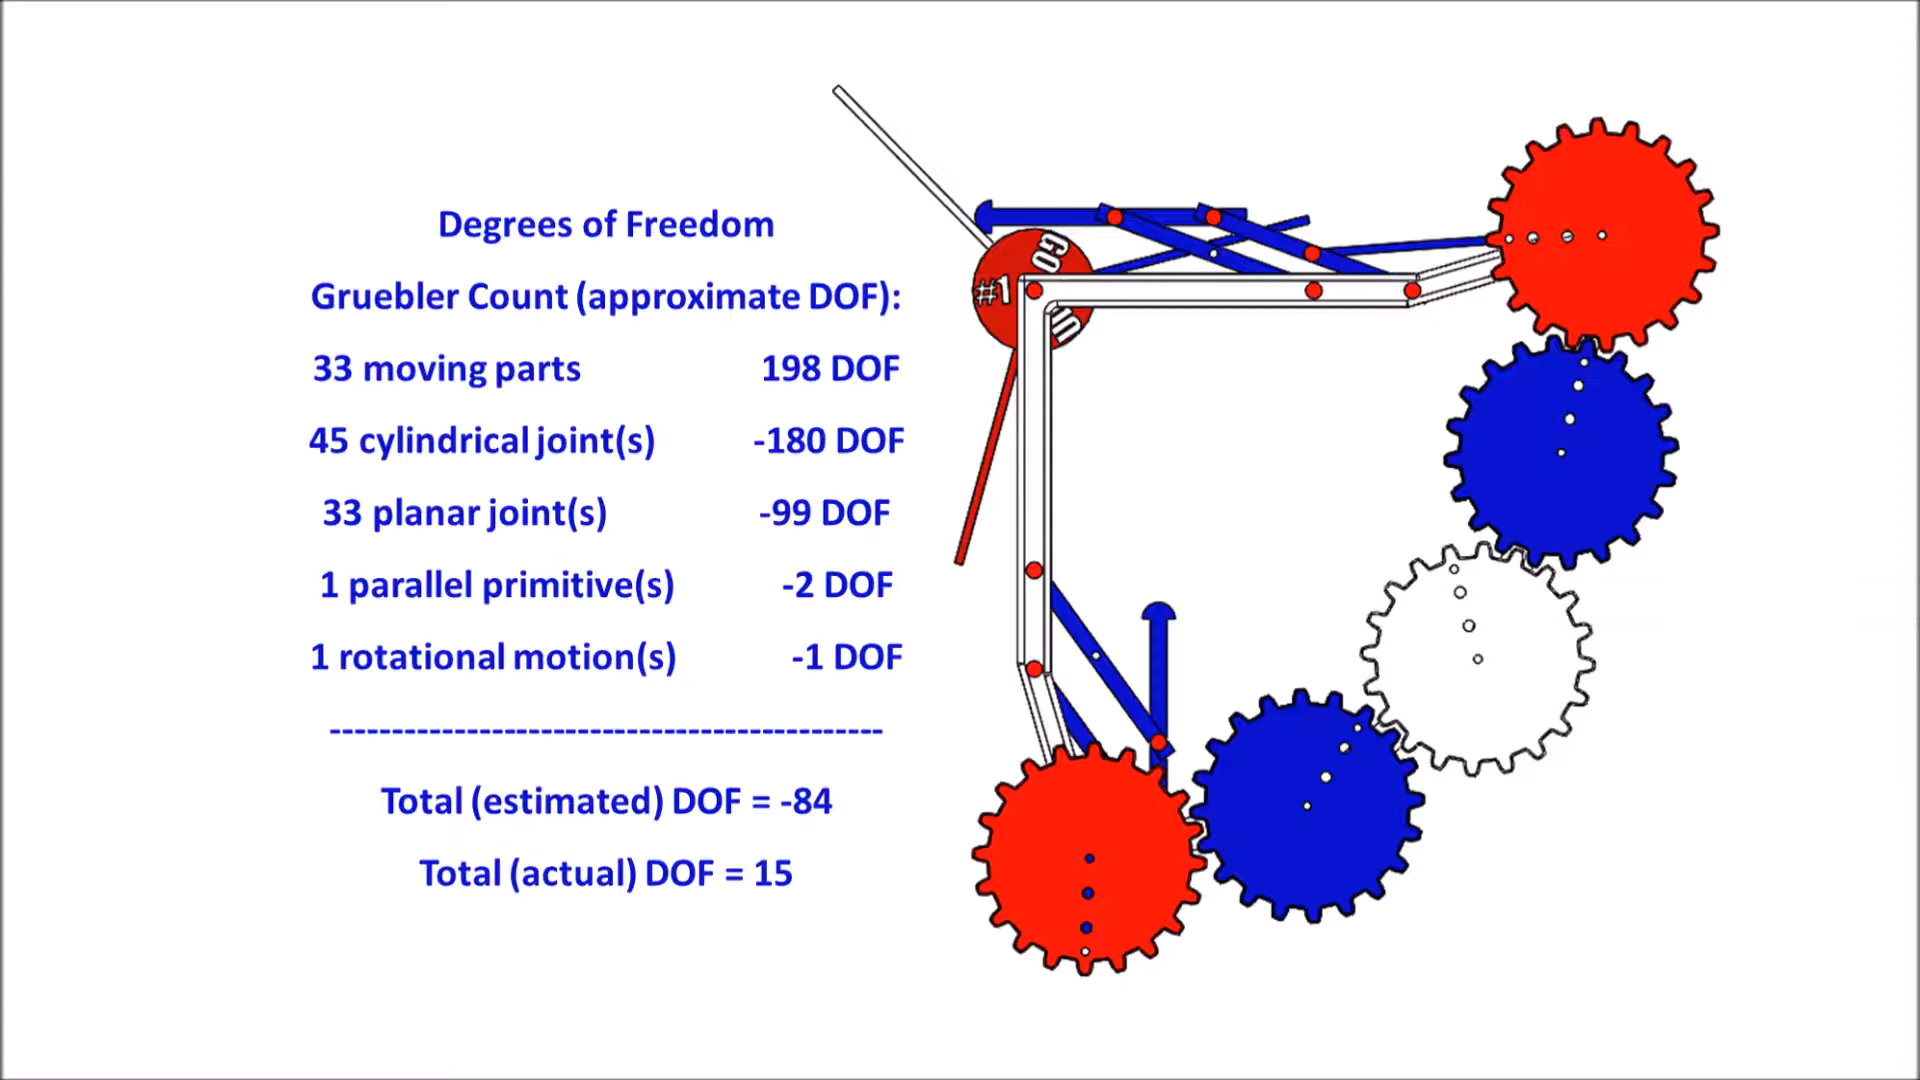 Degrees of Freedom
Gruebler Count (approximate DOF):
33 moving parts 198 DOF
45 cylindrical joint(s) -180 DOF
33 planar joint(s) -99 DOF
1 parallel primitive(s) -2 DOF
1 rotational motion(s) -1 DOF
--------------------------------------------
Total (estimated) DOF = -84
Total (actual) DOF = 15
#1